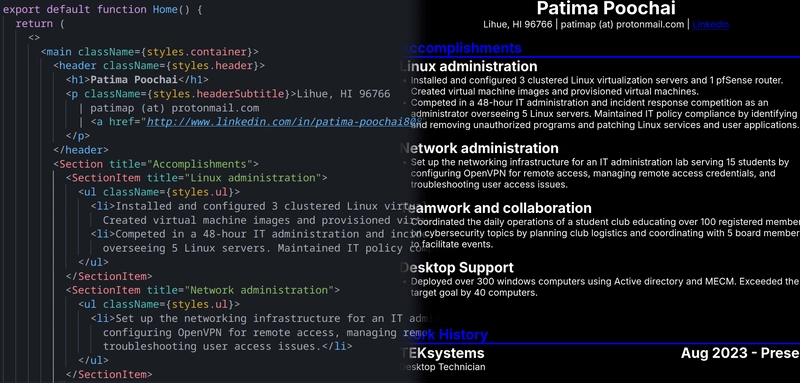 export default function Home() {
return (
<>
<main className={styles.container}>
<header className={styles.header}>
<h1>Patima Poochai</h1>
<p className={styles.headerSubtitle}>Lihue, HI 96766
| patimap (at) protonmail.com
| <a href="http://www.linkedin.com/in/patima-poochai80
</p>
</header>
<Section title="Accomplishments">
<SectionItem title="Linux administration">
<ul className={styles.ul}>
<li>Installed and configured 3 clustered Linux
Created virtual machine images and provisioned
<li>Competed in a 48-hour IT administration and
overseeing 5 Linux servers. Maintained IT policy
</ul>
</SectionItem>
<SectionItem title="Network administration">
<ul className={styles.ul}>
<li>Set up the networking infrastructure for an IT
configuring OpenVPN for remote access, managing
troubleshooting user access issues.</li>
</ul>
</SectionItem>
Patima Poochai
Lihue, HI 96766 | patimap (at) protonmail.com | Linkedin
Accomplishments
Linux administration
• Installed and configured 3 clustered Linux virtualization servers and 1 pfSense router.
Created virtual machine images and provisioned virtual machines.
• Competed in a 48-hour IT administration and incident response competition as an
administrator overseeing 5 Linux servers. Maintained IT policy compliance by identifying
and removing unauthorized programs and patching Linux services and user applications.
Network administration
• Set up the networking infrastructure for an IT administration lab serving 15 students by
configuring OpenVPN for remote access, managing remote access credentials, and
troubleshooting user access issues.
Teamwork and collaboration
Coordinated the daily operations of a student club educating over 100 registered member
on cybersecurity topics by planning club logistics and coordinating with 5 board member
to facilitate events.
Desktop Support
• Deployed over 300 windows computers using Active directory and MECM. Exceeded the
target goal by 40 computers.
Work History
TEKsystems
Aug 2023 - Prese
Desktop Technician